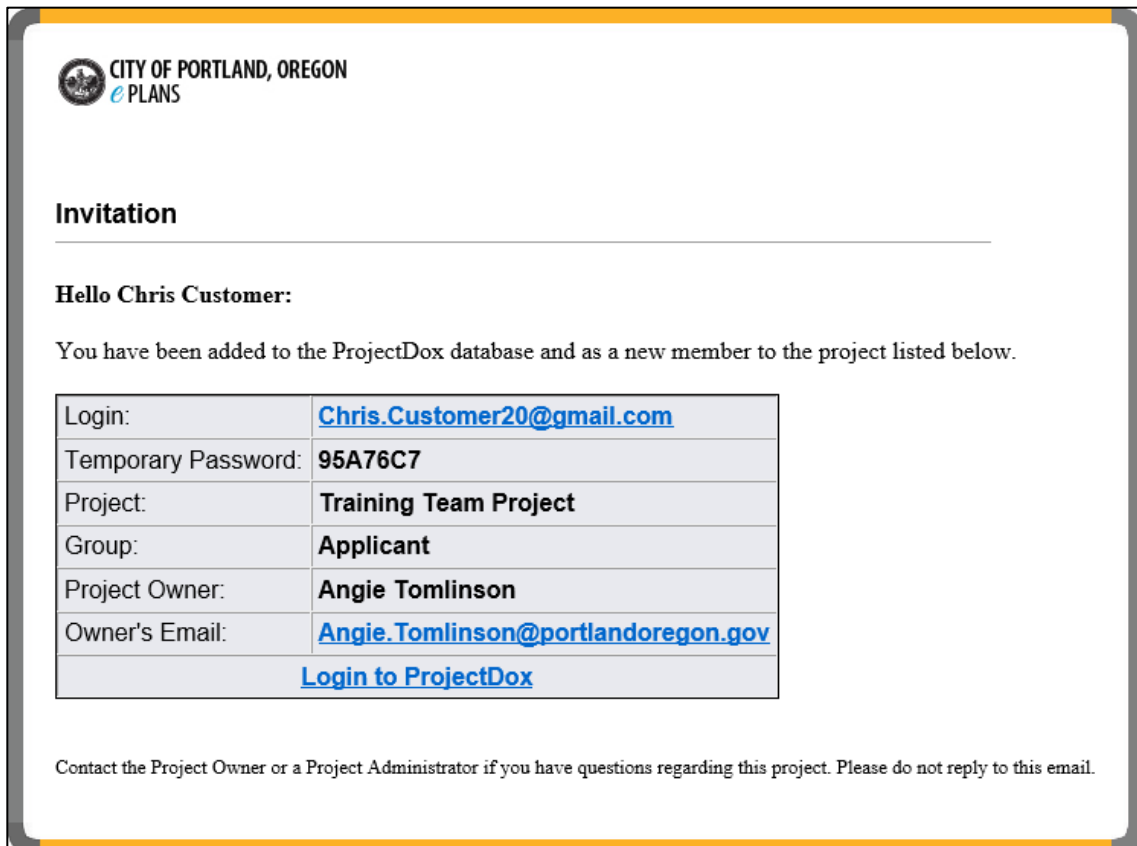 CITY OF PORTLAND, OREGON
e PLANS
Invitation
Hello Chris Customer:
You have been added to the ProjectDox database and as a new member to the project listed below.
Login: Chris.Customer20@gmail.com
Temporary Password: 95A76C7
Project: Training Team Project
Group: Applicant
Project Owner: Angie Tomlinson
Owner's Email: Angie.Tomlinson@portlandoregon.gov
Login to ProjectDox
Contact the Project Owner or a Project Administrator if you have questions regarding this project. Please do not reply to this email.